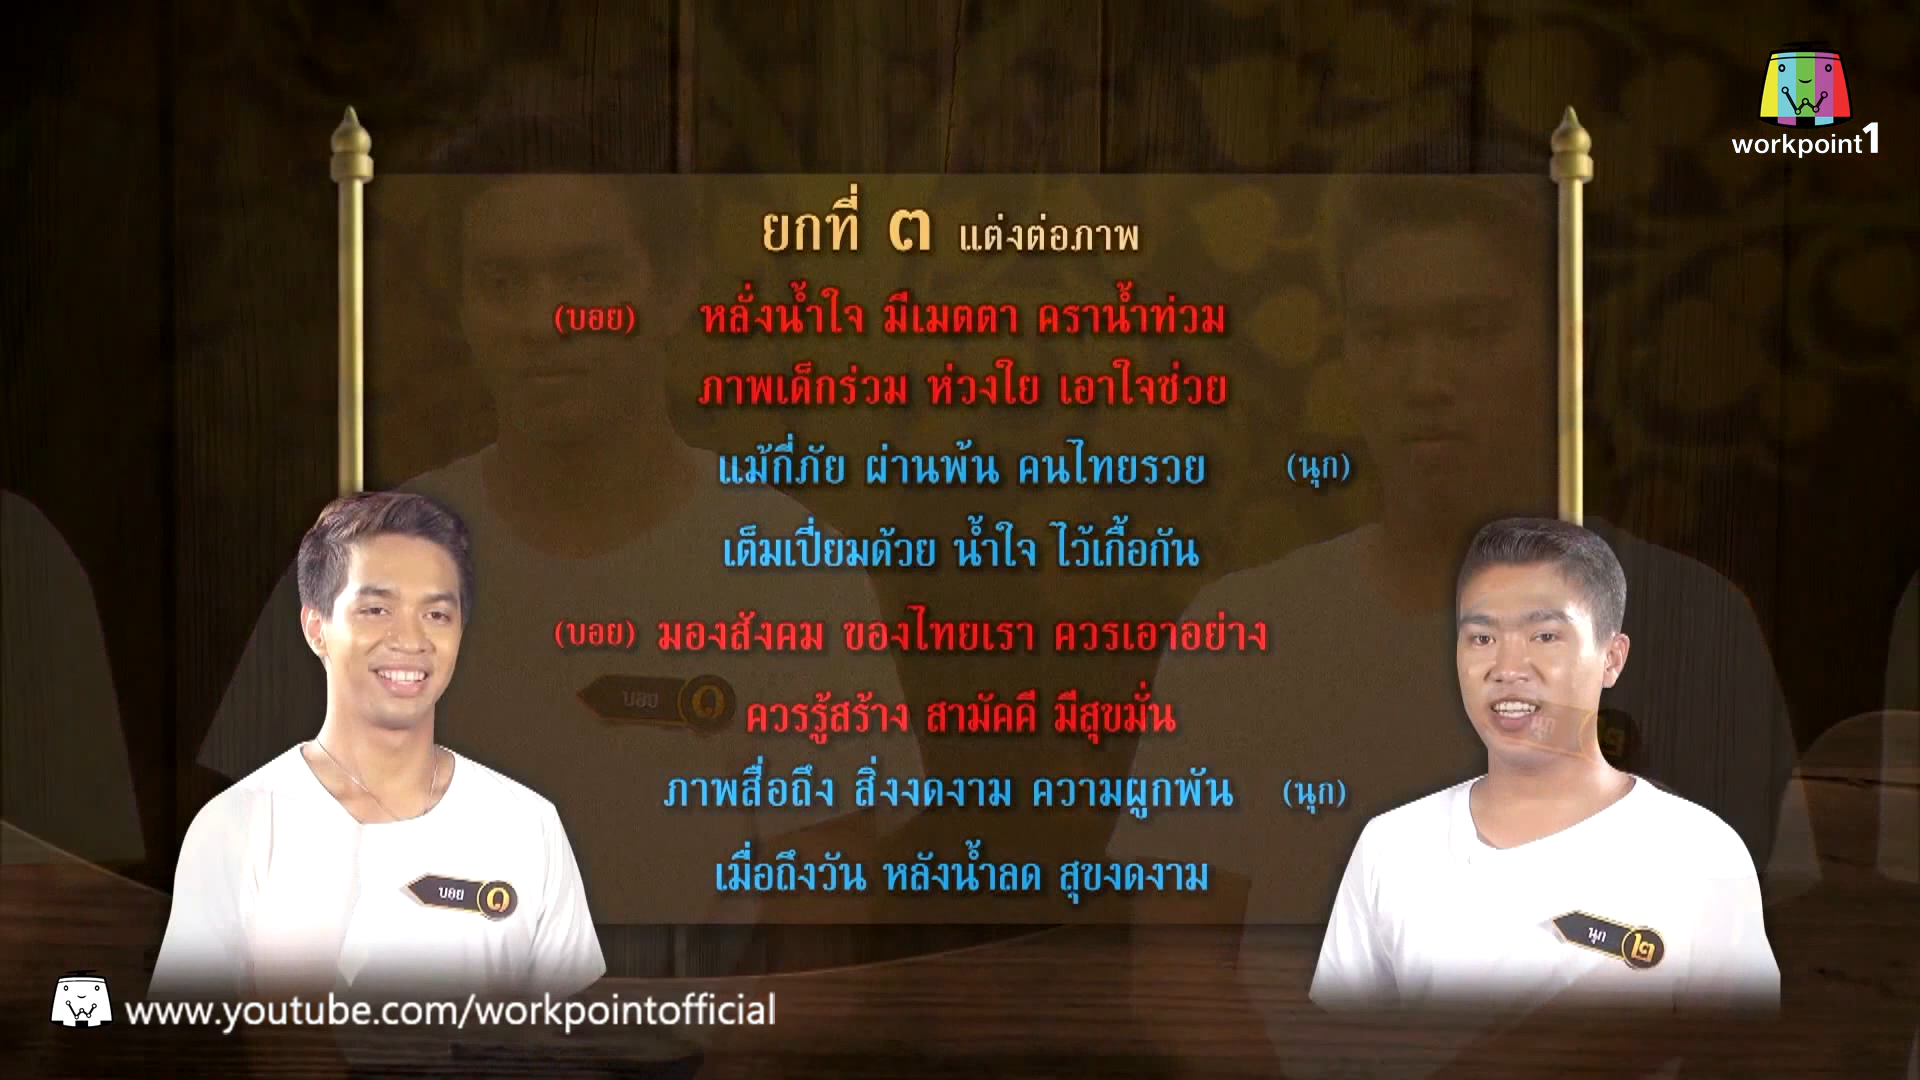 workpoint1
ยกที่ ๓ แต่งต่อภาพ
(บอย) หลั่งน้ำใจ มีเมตตา ครานํ้าท่วม
ภาพเด็กร่วม ห่วงใย เอาใจช่วย
แม้กี่ภัย ผ่านพ้น คนไทยรวย (นุก)
เต็มเปี่ยมด้วย น้ำใจ ไว้เกื้อกัน
(บอย) มองสังคม ของไทยเรา ควรเอาอย่าง
ควรรู้สร้าง สามัคคี มีสุขมั่น
ภาพสื่อถึง สิ่งงดงาม ความผูกพัน (นุก)
เมื่อถึงวัน หลังน้ำลด สุขงดงาม
บอย ๑
นุก ๒
www.youtube.com/workpointofficial